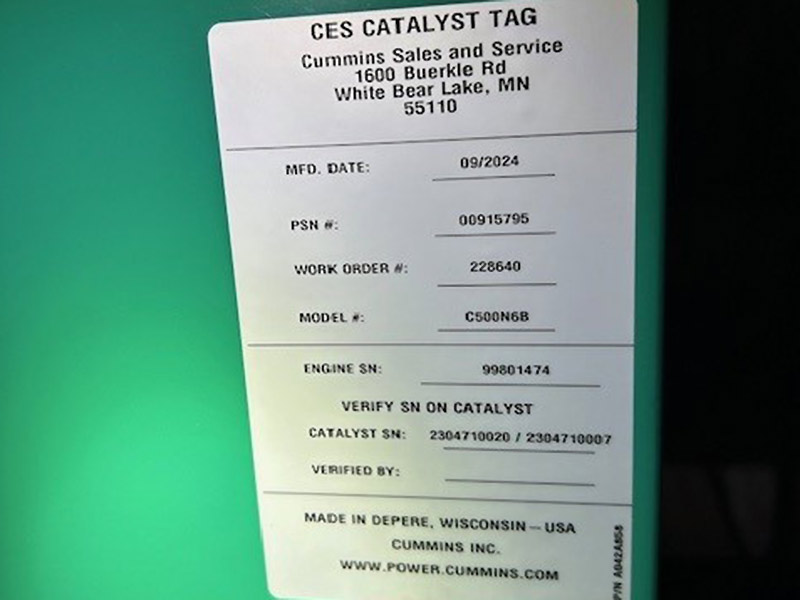 CES CATALYST TAG
Cummins Sales and Service
1600 Buerkle Rd
White Bear Lake, MN
55110
MFD. DATE: 09/2024
PSN #: 00915795
WORK ORDER #: 228640
MODEL #: C500N6B
ENGINE SN: 99801474
VERIFY SN ON CATALYST
CATALYST SN: 2304710020 / 2304710007
VERIFIED BY:
MADE IN DEPERE, WISCONSIN – USA
CUMMINS INC.
WWW.POWER.CUMMINS.COM
P/N A042A858